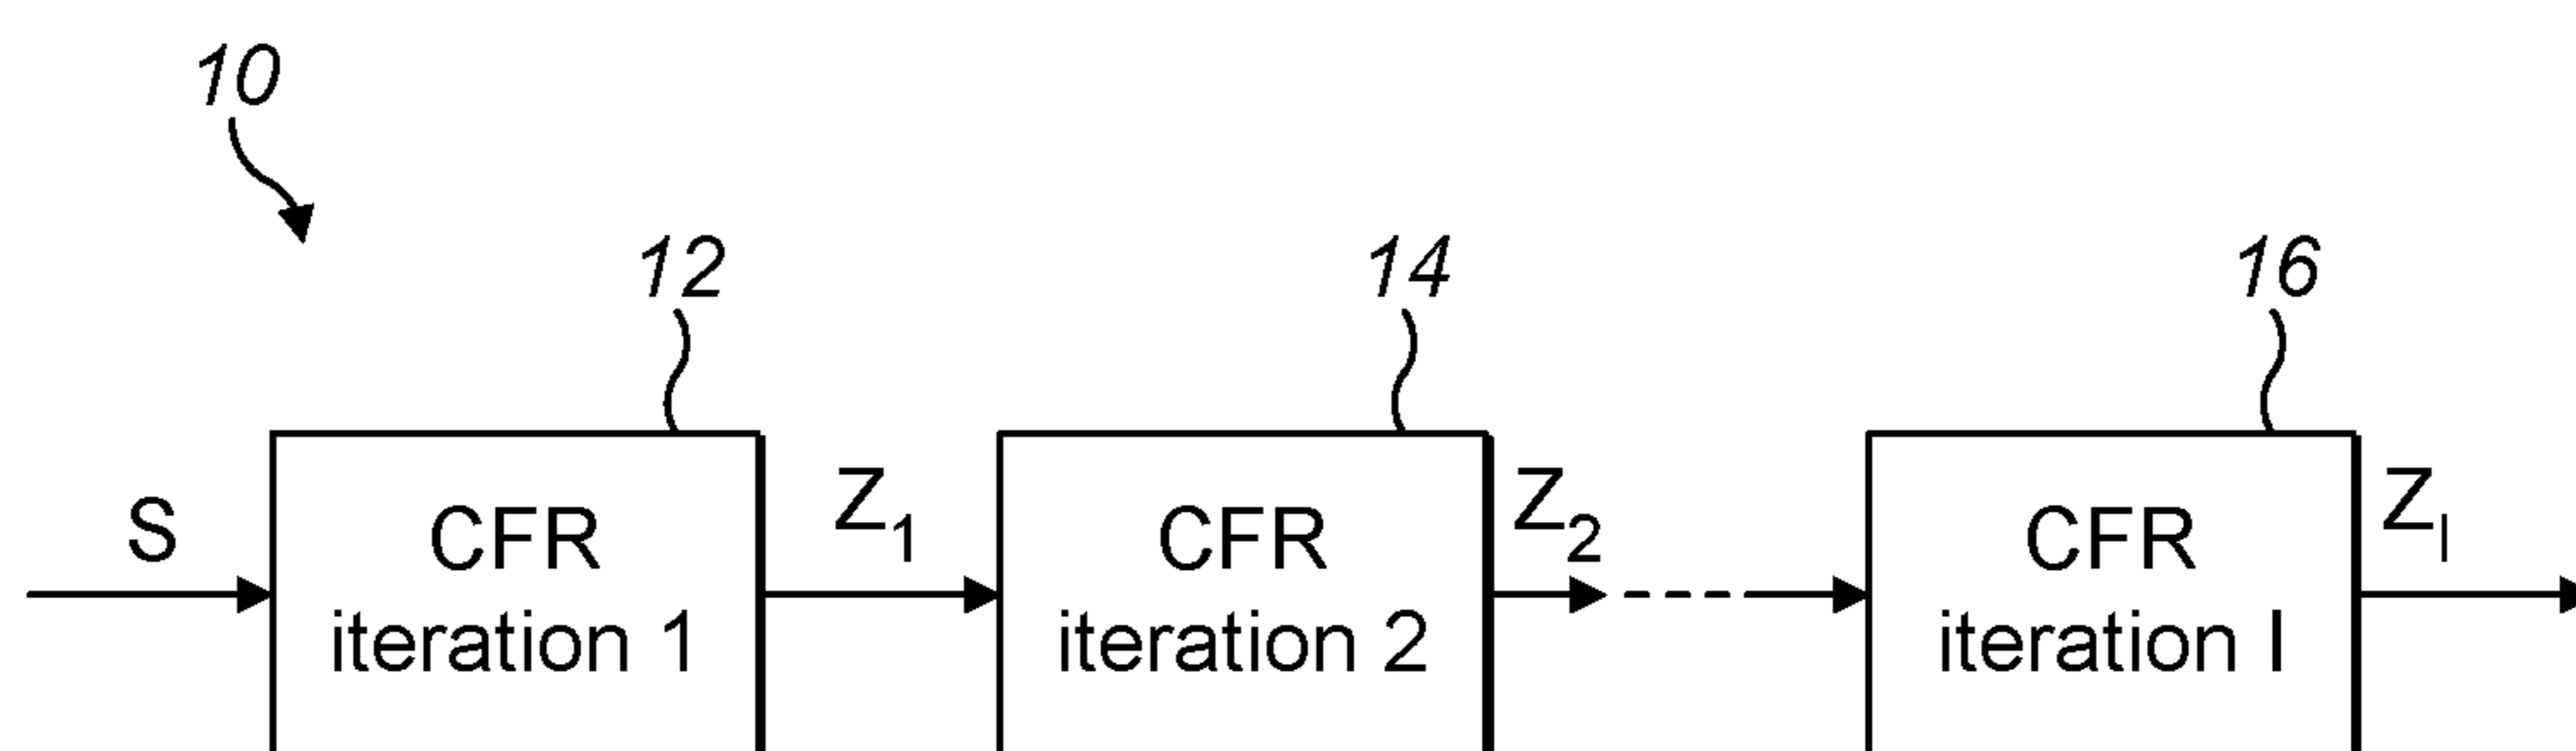 10
12
14
16
S
CFR
iteration 1
Z1
CFR
iteration 2
Z2
CFR
iteration I
ZI